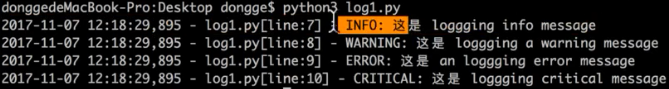 donggedeMacBook-Pro:Desktop dongge$ python3 log1.py
2017-11-07 12:18:29,895 - log1.py[line:7] - INFO: 这是 loggging info message
2017-11-07 12:18:29,895 - log1.py[line:8] - WARNING: 这是 loggging a warning message
2017-11-07 12:18:29,895 - log1.py[line:9] - ERROR: 这是 an loggging error message
2017-11-07 12:18:29,895 - log1.py[line:10] - CRITICAL: 这是 loggging critical message